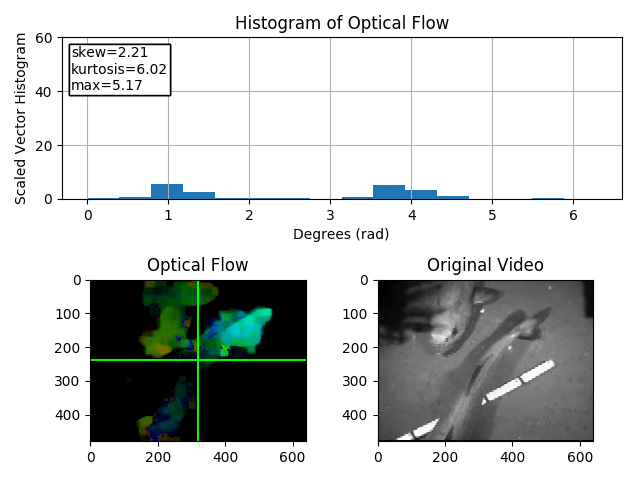 Histogram of Optical Flow
Scaled Vector Histogram
60
40
20
0
skew=2.21
kurtosis=6.02
max=5.17
0 1 2 3 4 5 6
Degrees (rad)
Optical Flow
0
100
200
300
400
0 200 400 600
Original Video
0
100
200
300
400
0 200 400 600